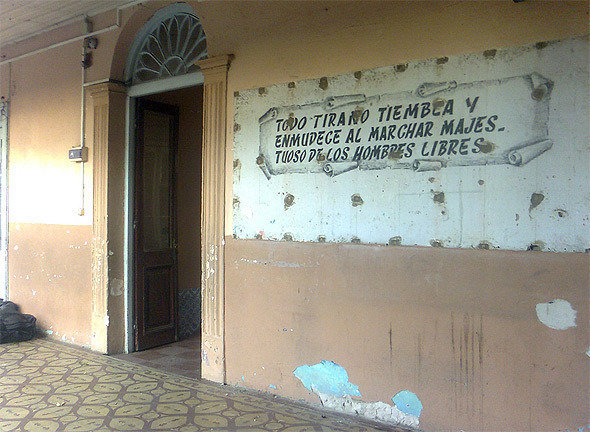 TODO TIRANO TIEMBLA Y
ENMUDECE AL MARCHAR MAJES-
TUOSO DE LOS HOMBRES LIBRES